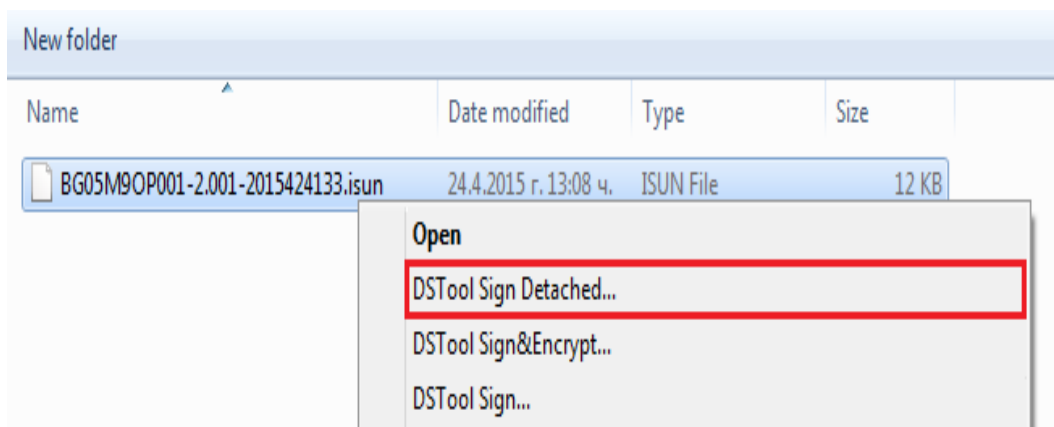 New folder
Name Date modified Type Size
BG05M9OP001-2.001-2015424133.isun 24.4.2015 г. 13:08 ч. ISUN File 12 KB
Open
DSTool Sign Detached...
DSTool Sign&Encrypt...
DSTool Sign...